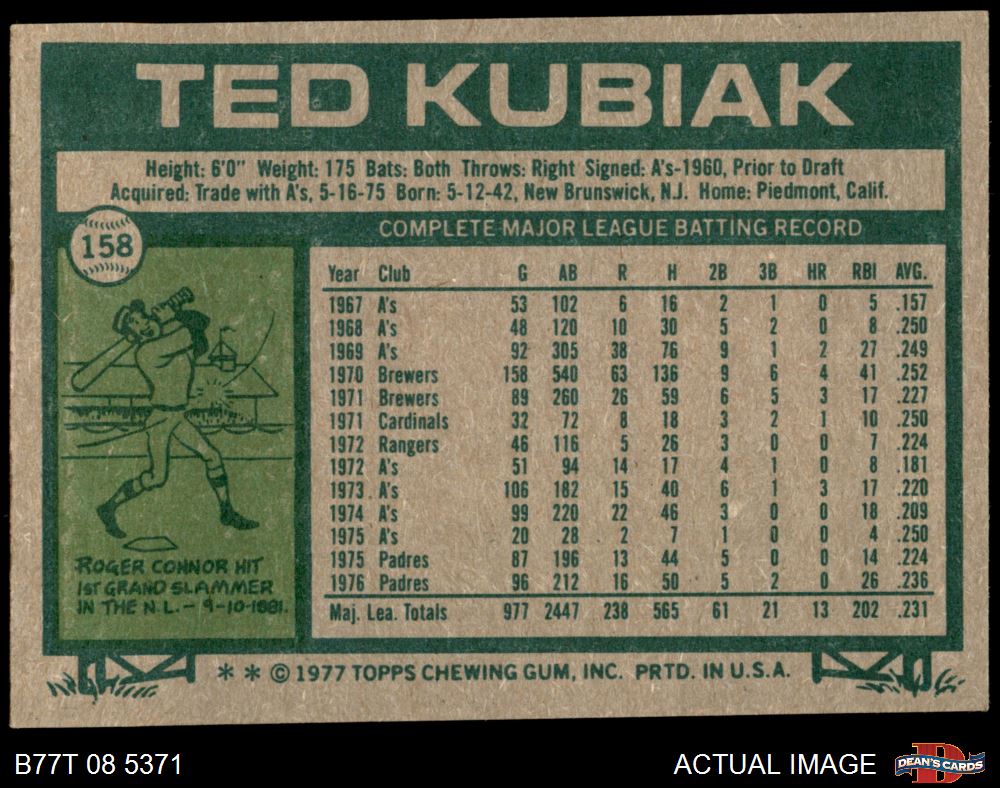 TED KUBIAK
Height: 6'0" Weight: 175 Bats: Both Throws: Right Signed: A's-1960, Prior to Draft
Acquired: Trade with A's, 5-16-75 Born: 5-12-42, New Brunswick, N.J. Home: Piedmont, Calif.
158
COMPLETE MAJOR LEAGUE BATTING RECORD
Year Club G AB R H 2B 3B HR RBI AVG.
1967 A's 53 102 6 16 2 1 0 5 .157
1968 A's 48 120 10 30 5 2 0 8 .250
1969 A's 92 305 38 76 9 1 2 27 .249
1970 Brewers 158 540 63 136 9 6 4 41 .252
1971 Brewers 89 260 26 59 6 5 3 17 .227
1971 Cardinals 32 72 8 18 3 2 1 10 .250
1972 Rangers 46 116 5 26 3 0 0 7 .224
1972 A's 51 94 14 17 4 1 0 8 .181
1973 A's 106 182 15 40 6 1 3 17 .220
1974 A's 99 220 22 46 3 0 0 18 .209
1975 A's 20 28 2 7 1 0 0 4 .250
1975 Padres 87 196 13 44 5 0 0 14 .224
1976 Padres 96 212 16 50 5 2 0 26 .236
Maj. Lea. Totals 977 2447 238 565 61 21 13 202 .231
ROGER CONNOR HIT
1ST GRAND SLAMMER
IN THE N.L. - 9-10-1881.
* * © 1977 TOPPS CHEWING GUM, INC. PRTD. IN U.S.A.
B77T 08 5371
ACTUAL IMAGE
D
DEAN'S CARDS